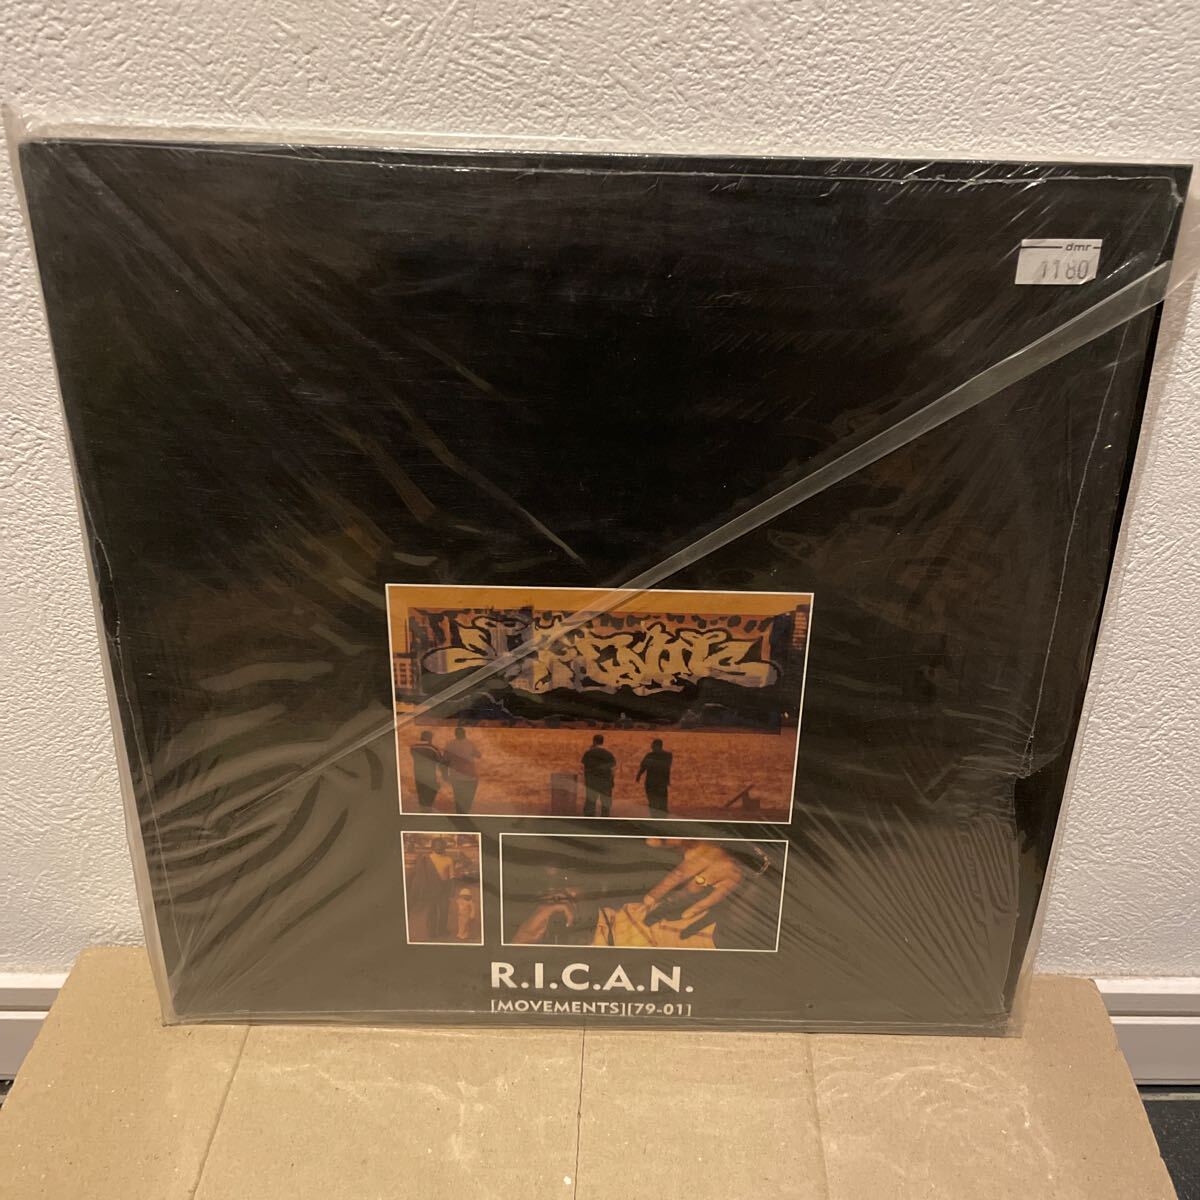 dmr
1180
R.I.C.A.N.
[MOVEMENTS][79-01]